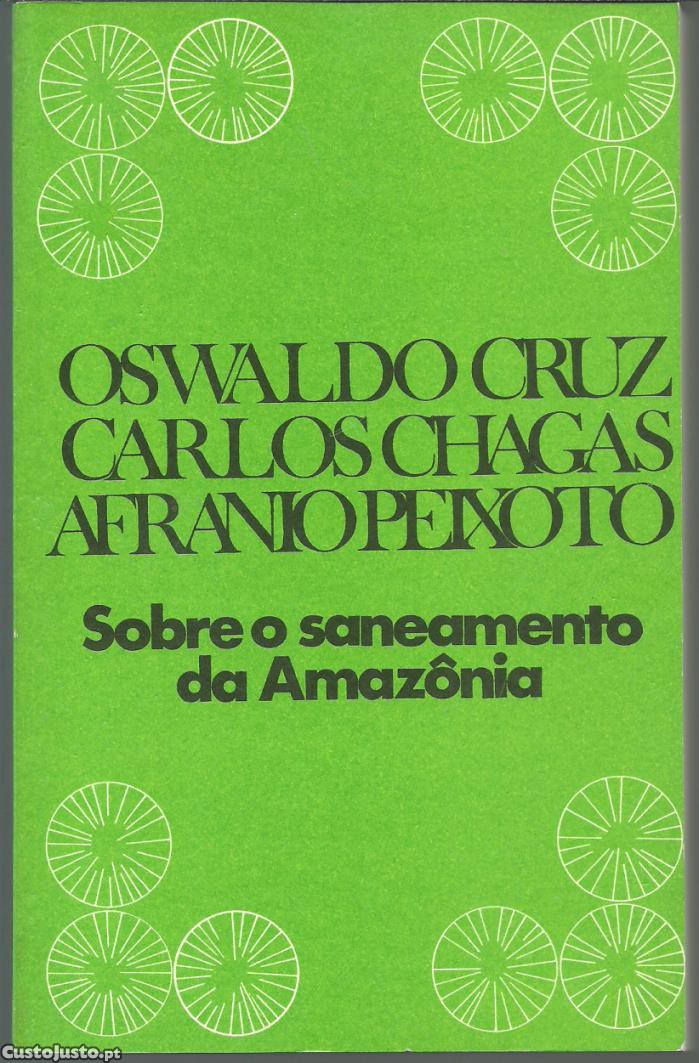 OSWALDO CRUZ
CARLOS CHAGAS
AFRANIO PEIXOTO
Sobre o saneamento
da Amazônia
CustoJusto.pt